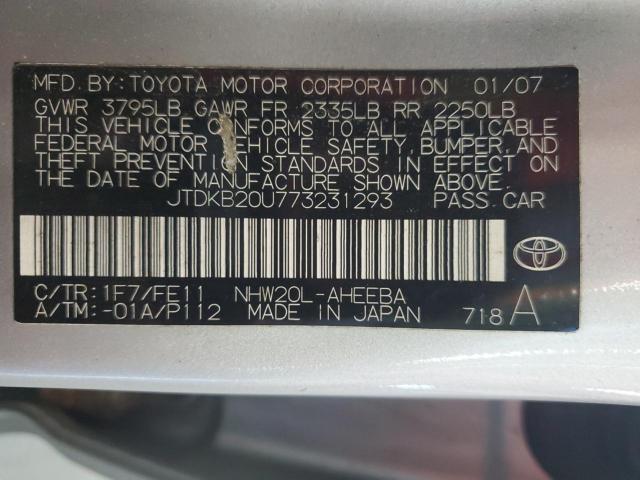 MFD. BY: TOYOTA MOTOR CORPORATION 01/07
GVWR 3795LB GAWR FR 2335LB RR 2250LB
THIS VEHICLE CONFORMS TO ALL APPLICABLE
FEDERAL MOTOR VEHICLE SAFETY, BUMPER, AND
THEFT PREVENTION STANDARDS IN EFFECT ON
THE DATE OF MANUFACTURE SHOWN ABOVE.
JTDKB20U773231293 PASS. CAR
C/TR: 1F7/FE11 NHW20L-AHEEBA
A/TM: -01A/P112 MADE IN JAPAN 718 A